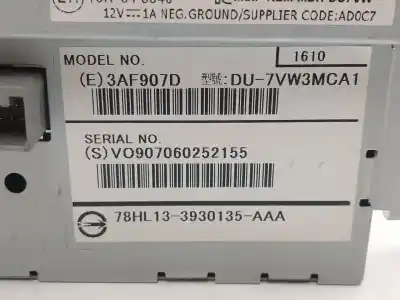 12V⎓1A NEG.GROUND/SUPPLIER CODE:AD0C7
MODEL NO.
1610
(E)3AF907D 型號:DU-7VW3MCA1
SERIAL NO.
(S)VO907060252155
78HL13-3930135-AAA